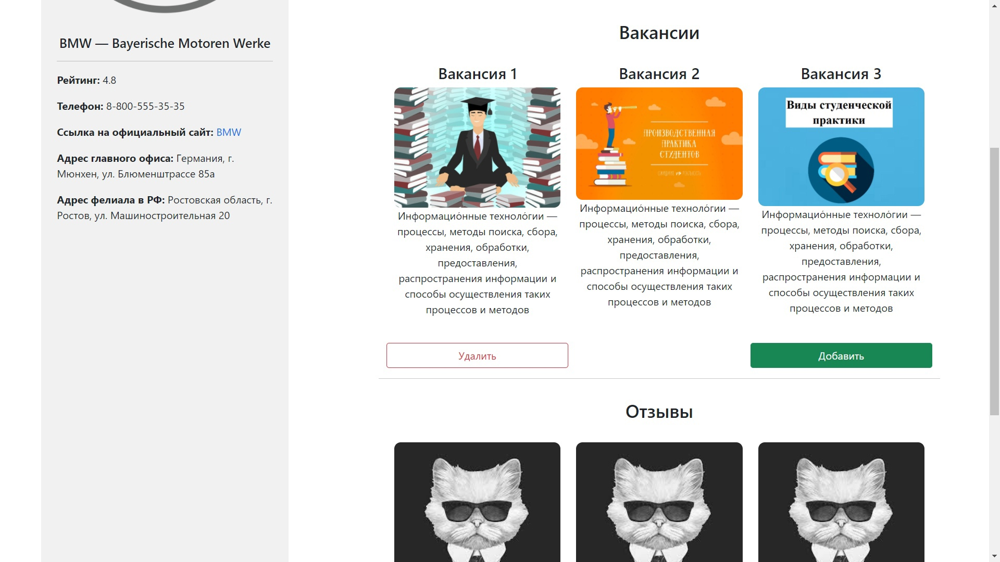 BMW — Bayerische Motoren Werke
Рейтинг: 4.8
Телефон: 8-800-555-35-35
Ссылка на официальный сайт: BMW
Адрес главного офиса: Германия, г.
Мюнхен, ул. Блюменштрассе 85а
Адрес фелиала в РФ: Ростовская область, г.
Ростов, ул. Машиностроительная 20
Вакансии
Вакансия 1
Информацио́нные техноло́гии —
процессы, методы поиска, сбора,
хранения, обработки,
предоставления,
распространения информации и
способы осуществления таких
процессов и методов
Вакансия 2
ПРОИЗВОДСТВЕННАЯ
ПРАКТИКА
СТУДЕНТОВ
ОЖИДАНИЕ VS РЕАЛЬНОСТЬ
Информацио́нные техноло́гии —
процессы, методы поиска, сбора,
хранения, обработки,
предоставления,
распространения информации и
способы осуществления таких
процессов и методов
Вакансия 3
Виды студенческой
практики
Информацио́нные техноло́гии —
процессы, методы поиска, сбора,
хранения, обработки,
предоставления,
распространения информации и
способы осуществления таких
процессов и методов
Удалить
Добавить
Отзывы